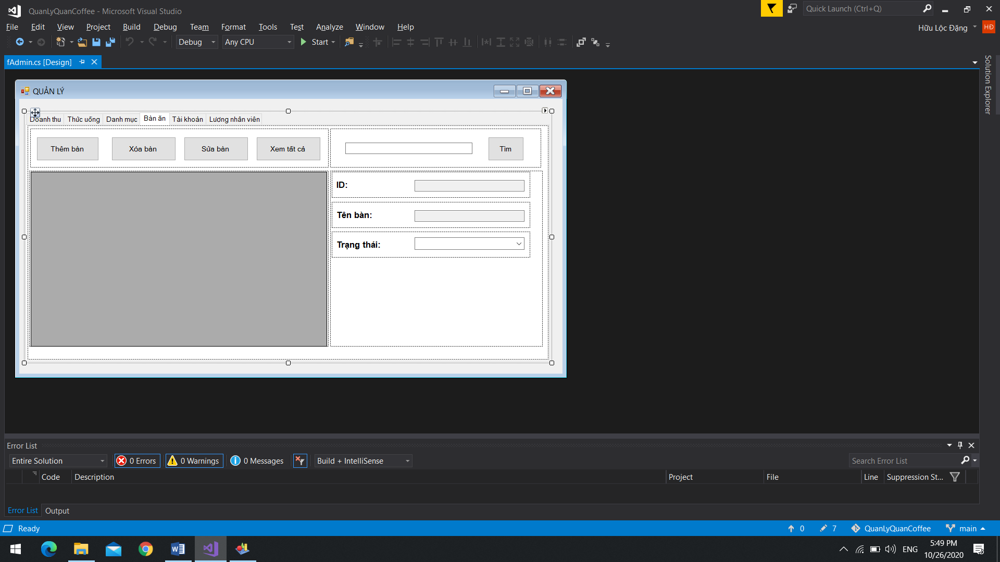 QuanLyQuanCoffee - Microsoft Visual Studio
Quick Launch (Ctrl+Q)
File Edit View Project Build Debug Team Format Tools Test Analyze Window Help
Hữu Lộc Đặng HĐ
Debug Any CPU Start
fAdmin.cs [Design]
Solution Explorer
QUẢN LÝ
Doanh thu Thức uống Danh mục Bàn ăn Tài khoản Lương nhân viên
Thêm bàn Xóa bàn Sửa bàn Xem tất cả Tìm
ID:
Tên bàn:
Trạng thái:
Error List
Entire Solution 0 Errors 0 Warnings 0 Messages Build + IntelliSense Search Error List
Code Description Project File Line Suppression St...
Error List Output
Ready 0 7 QuanLyQuanCoffee main
ENG
5:49 PM
10/26/2020